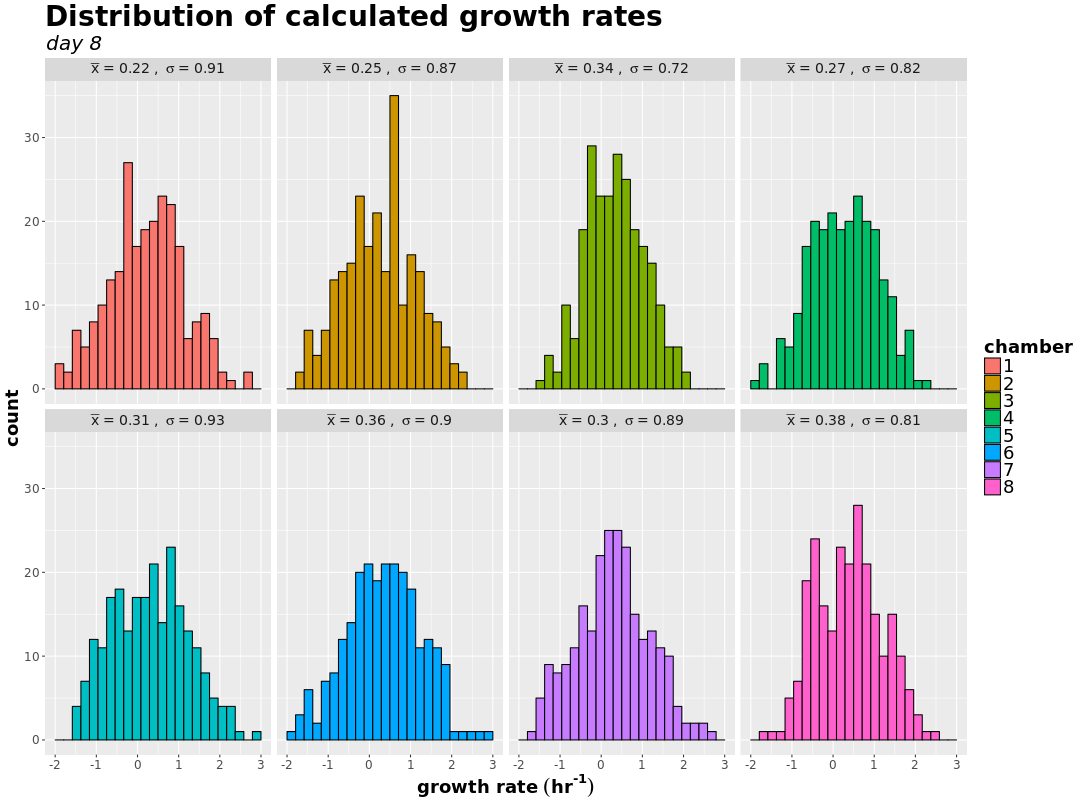 Distribution of calculated growth rates
day 8
x̅ = 0.22 , σ = 0.91
x̅ = 0.25 , σ = 0.87
x̅ = 0.34 , σ = 0.72
x̅ = 0.27 , σ = 0.82
30
20
10
0
x̅ = 0.31 , σ = 0.93
x̅ = 0.36 , σ = 0.9
x̅ = 0.3 , σ = 0.89
x̅ = 0.38 , σ = 0.81
30
20
10
0
-2 -1 0 1 2 3
-2 -1 0 1 2 3
-2 -1 0 1 2 3
-2 -1 0 1 2 3
growth rate (hr⁻¹)
count
chamber
1
2
3
4
5
6
7
8